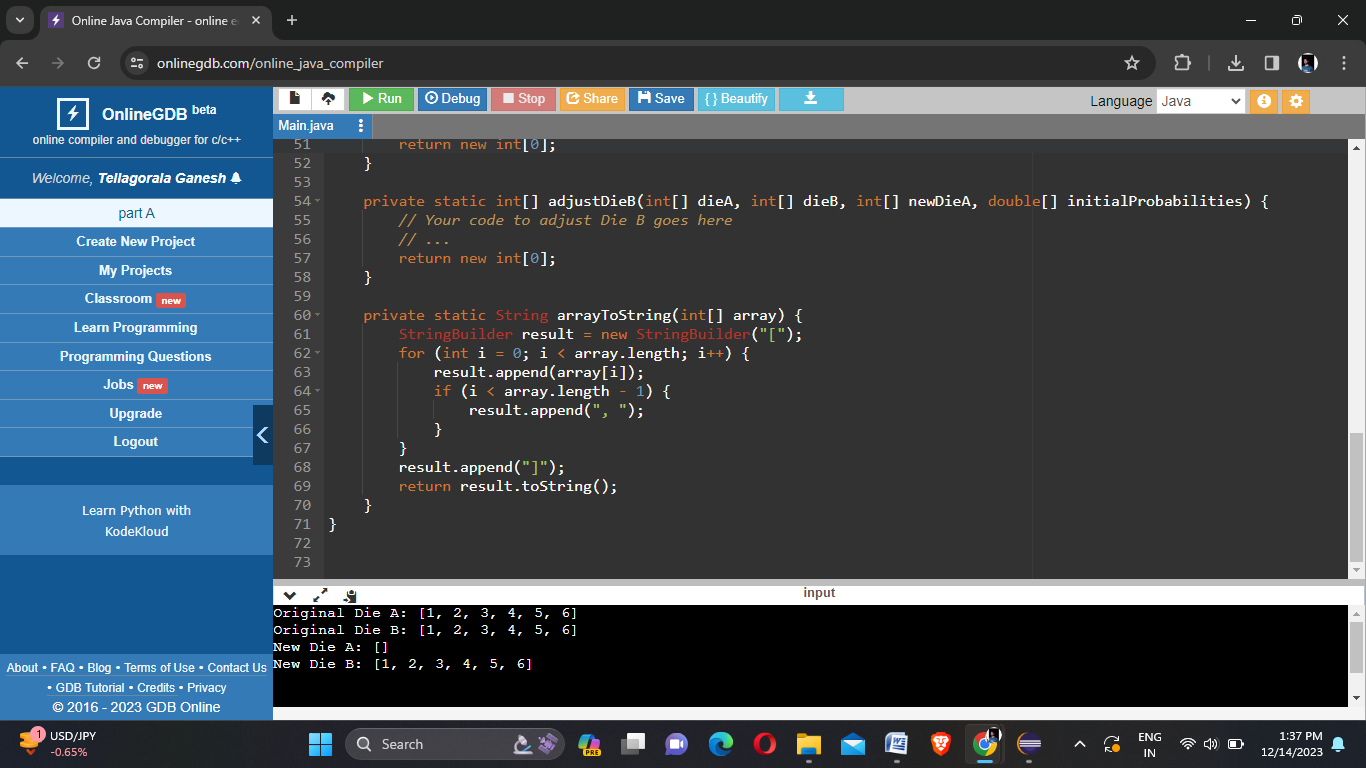 Online Java Compiler - online e
onlinegdb.com/online_java_compiler
OnlineGDB beta
online compiler and debugger for c/c++
Welcome, Tellagorala Ganesh
part A
Create New Project
My Projects
Classroom new
Learn Programming
Programming Questions
Jobs new
Upgrade
Logout
Learn Python with
KodeKloud
About • FAQ • Blog • Terms of Use • Contact Us
• GDB Tutorial • Credits • Privacy
© 2016 - 2023 GDB Online
Run Debug Stop Share Save { } Beautify
Language Java
Main.java
51 return new int[0];
52 }
53
54 private static int[] adjustDieB(int[] dieA, int[] dieB, int[] newDieA, double[] initialProbabilities) {
55 // Your code to adjust Die B goes here
56 // ...
57 return new int[0];
58 }
59
60 private static String arrayToString(int[] array) {
61 StringBuilder result = new StringBuilder("[");
62 for (int i = 0; i < array.length; i++) {
63 result.append(array[i]);
64 if (i < array.length - 1) {
65 result.append(", ");
66 }
67 }
68 result.append("]");
69 return result.toString();
70 }
71 }
72
73
input
Original Die A: [1, 2, 3, 4, 5, 6]
Original Die B: [1, 2, 3, 4, 5, 6]
New Die A: []
New Die B: [1, 2, 3, 4, 5, 6]
1 USD/JPY
-0.65%
Search
PRE
ENG
IN
1:37 PM
12/14/2023